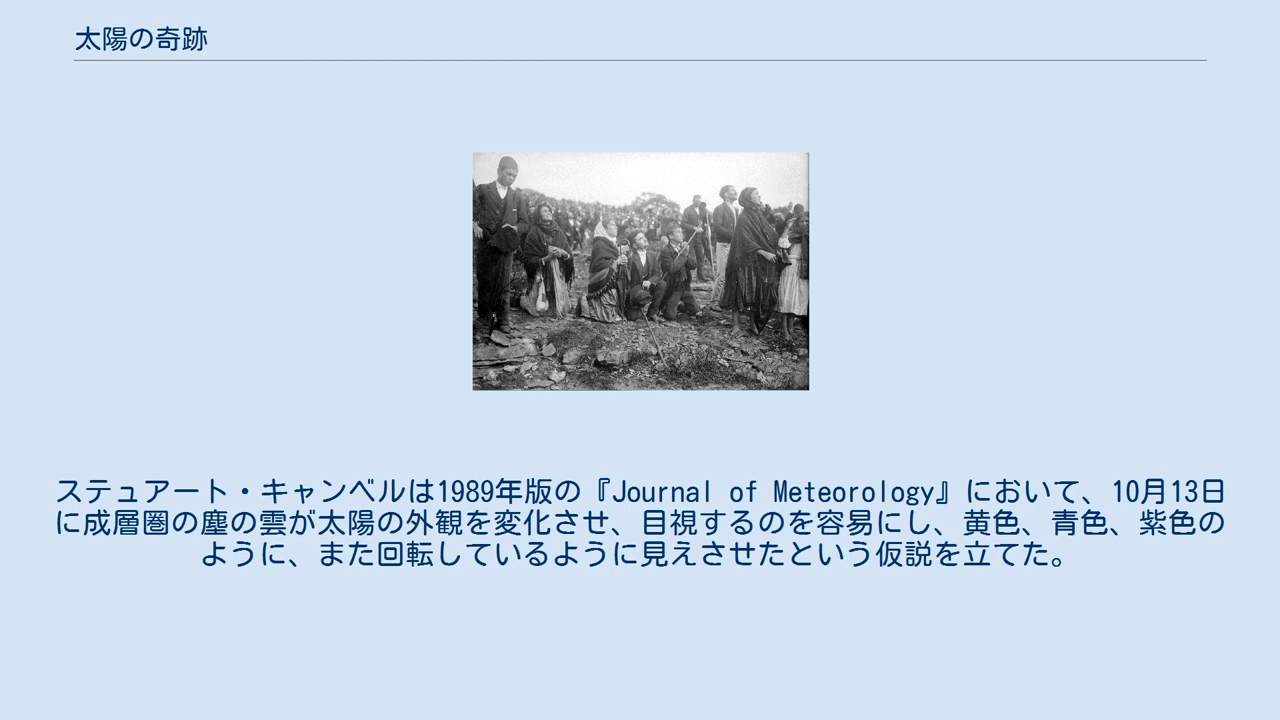 太陽の奇跡
ステュアート・キャンベルは1989年版の『Journal of Meteorology』において、10月13日
に成層圏の塵の雲が太陽の外観を変化させ、目視するのを容易にし、黄色、青色、紫色の
ように、また回転しているように見えさせたという仮説を立てた。